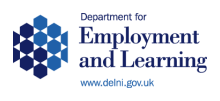 Department for
Employment
and Learning
www.delni.gov.uk